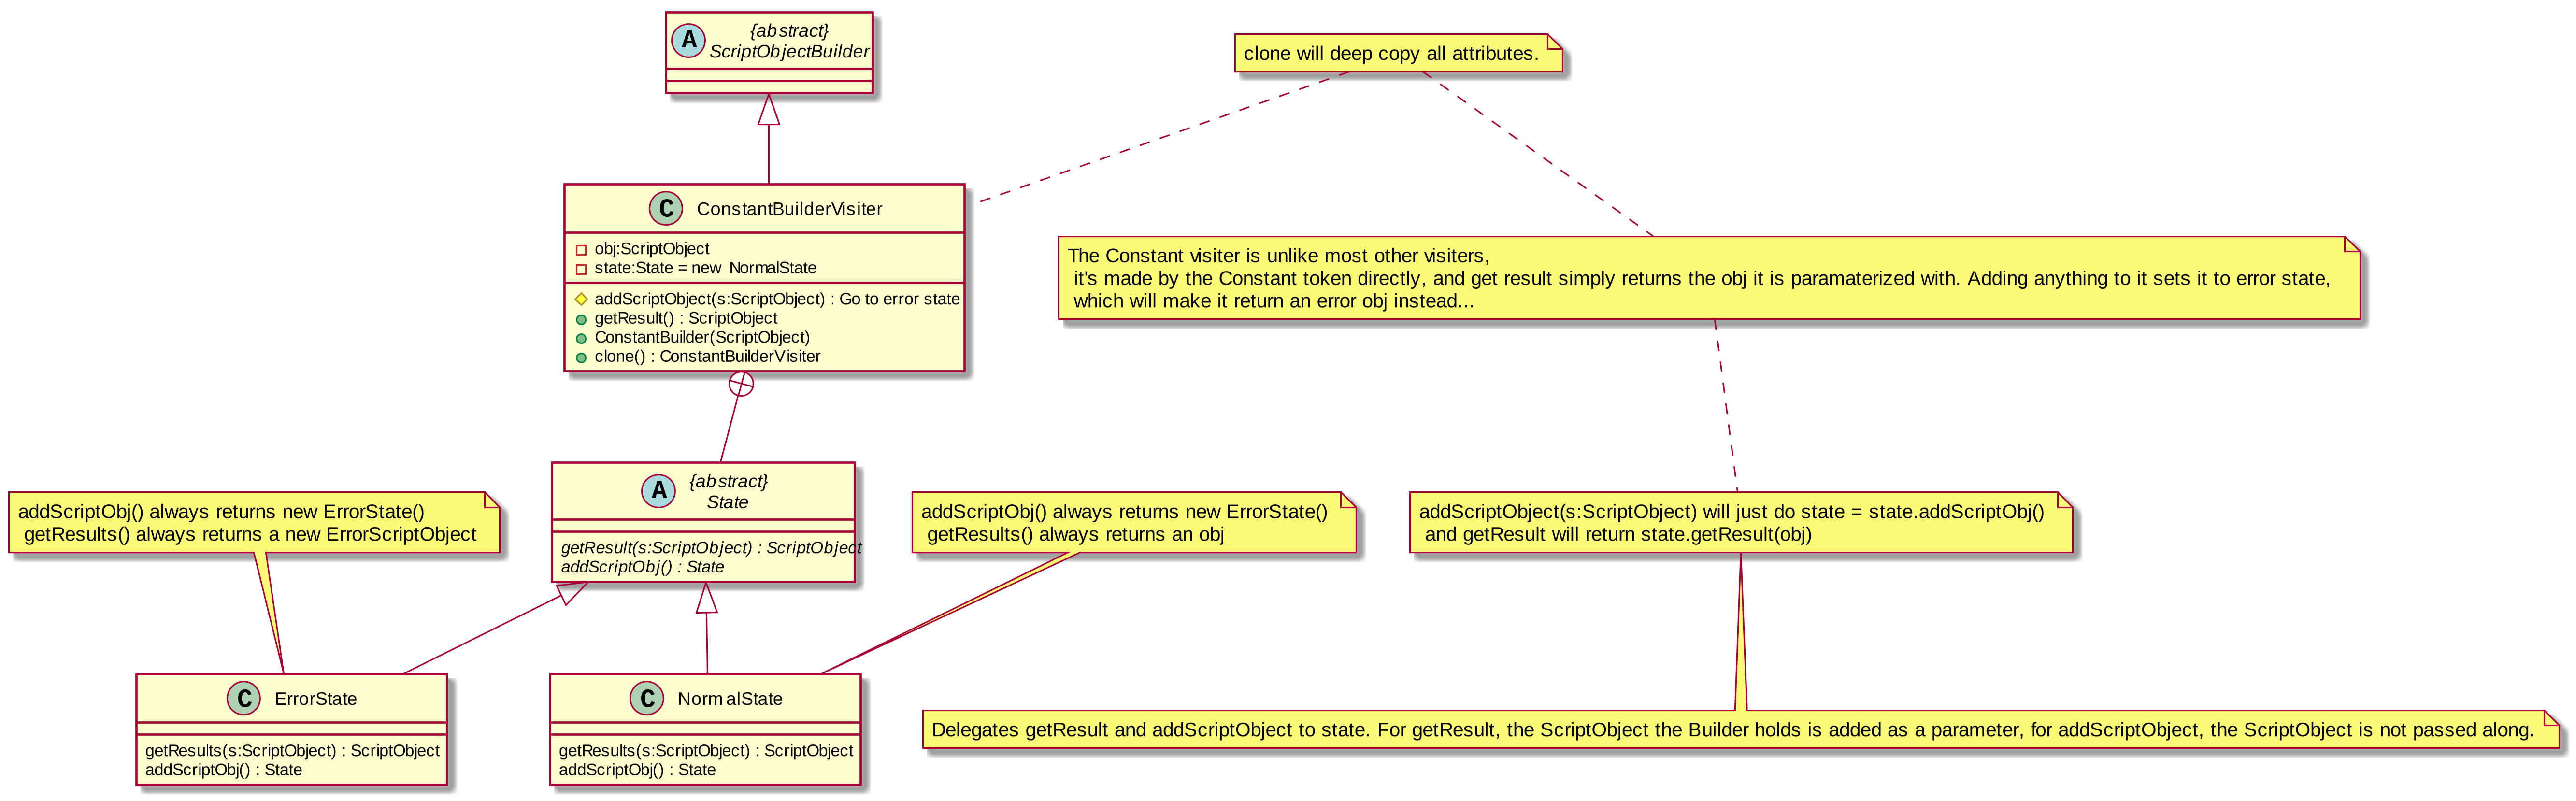 A
{abstract}
ScriptObjectBuilder
clone will deep copy all attributes.
C ConstantBuilderVisiter
obj:ScriptObject
state:State = new NormalState
addScriptObject(s:ScriptObject) : Go to error state
getResult() : ScriptObject
ConstantBuilder(ScriptObject)
clone() : ConstantBuilderVisiter
The Constant visiter is unlike most other visiters,
it's made by the Constant token directly, and get result simply returns the obj it is paramaterized with. Adding anything to it sets it to error state,
which will make it return an error obj instead...
addScriptObj() always returns new ErrorState()
getResults() always returns a new ErrorScriptObject
A
{abstract}
State
getResult(s:ScriptObject) : ScriptObject
addScriptObj() : State
addScriptObj() always returns new ErrorState()
getResults() always returns an obj
addScriptObject(s:ScriptObject) will just do state = state.addScriptObj()
and getResult will return state.getResult(obj)
C ErrorState
getResults(s:ScriptObject) : ScriptObject
addScriptObj() : State
C NormalState
getResults(s:ScriptObject) : ScriptObject
addScriptObj() : State
Delegates getResult and addScriptObject to state. For getResult, the ScriptObject the Builder holds is added as a parameter, for addScriptObject, the ScriptObject is not passed along.